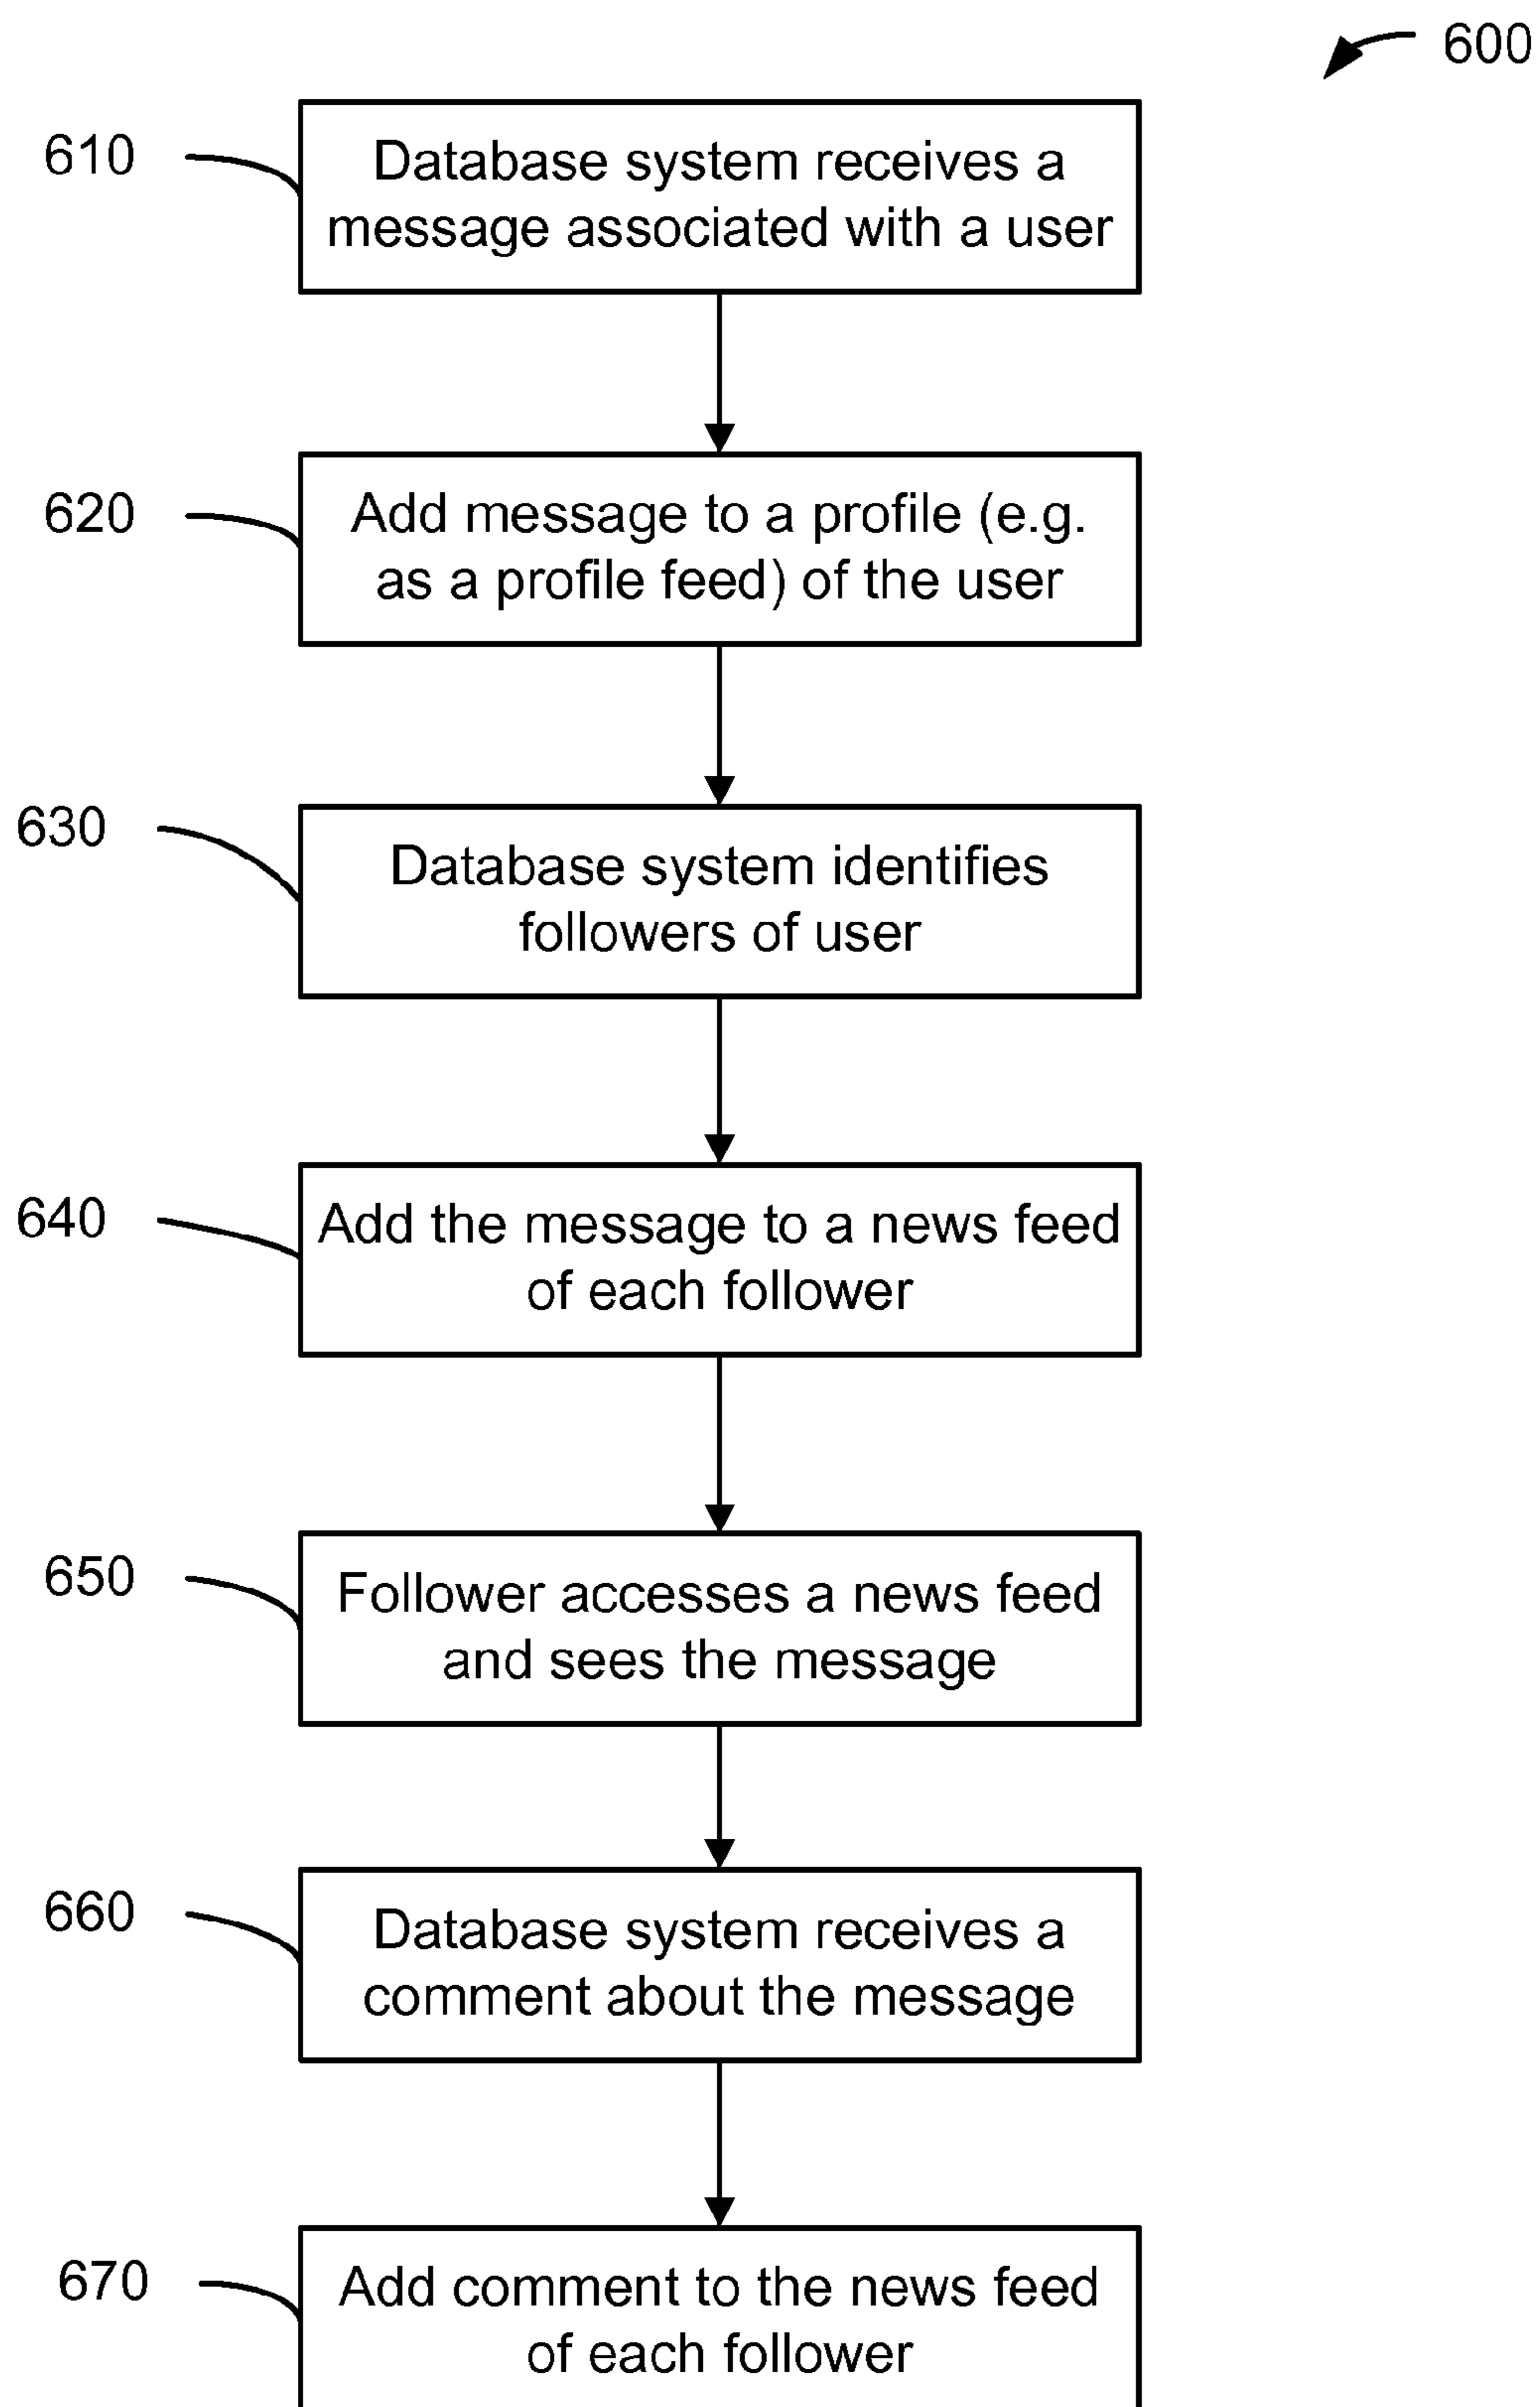 600
610
Database system receives a
message associated with a user
620
Add message to a profile (e.g.
as a profile feed) of the user
630
Database system identifies
followers of user
640
Add the message to a news feed
of each follower
650
Follower accesses a news feed
and sees the message
660
Database system receives a
comment about the message
670
Add comment to the news feed
of each follower